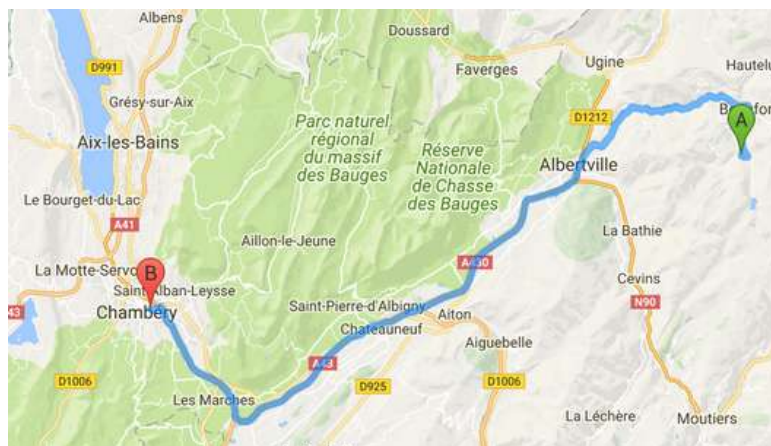 Albens
Doussard
Ugine
D991
Faverges
Hautelu
Grésy-sur-Aix
Parc naturel
régional
du massif
des Bauges
D1212
A
Aix-les-Bains
Réserve
Nationale
de Chasse
des Bauges
Albertville
Le Bourget-du-Lac
A41
La Bathie
Aillon-le-Jeune
La Motte-Servo
B
Saint-Alban-Leysse
Cevins
Chambéry
43
Saint-Pierre-d'Albigny
N90
Aiton
Chateauneuf
Aiguebelle
A43
D1006
D925
D1006
Les Marches
La Léchère
Moutiers